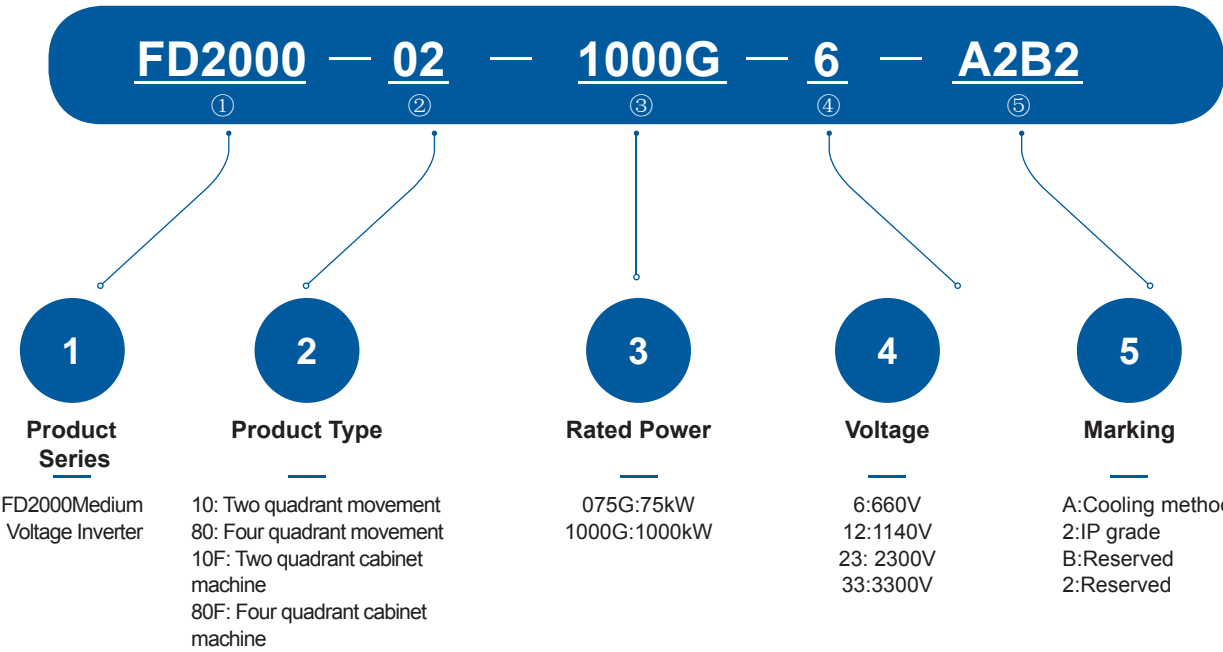 FD2000 — 02 — 1000G — 6 — A2B2
① ② ③ ④ ⑤
1
Product
Series
FD2000Medium
Voltage Inverter
2
Product Type
10: Two quadrant movement
80: Four quadrant movement
10F: Two quadrant cabinet
machine
80F: Four quadrant cabinet
machine
3
Rated Power
075G:75kW
1000G:1000kW
4
Voltage
6:660V
12:1140V
23: 2300V
33:3300V
5
Marking
A:Cooling method
2:IP grade
B:Reserved
2:Reserved